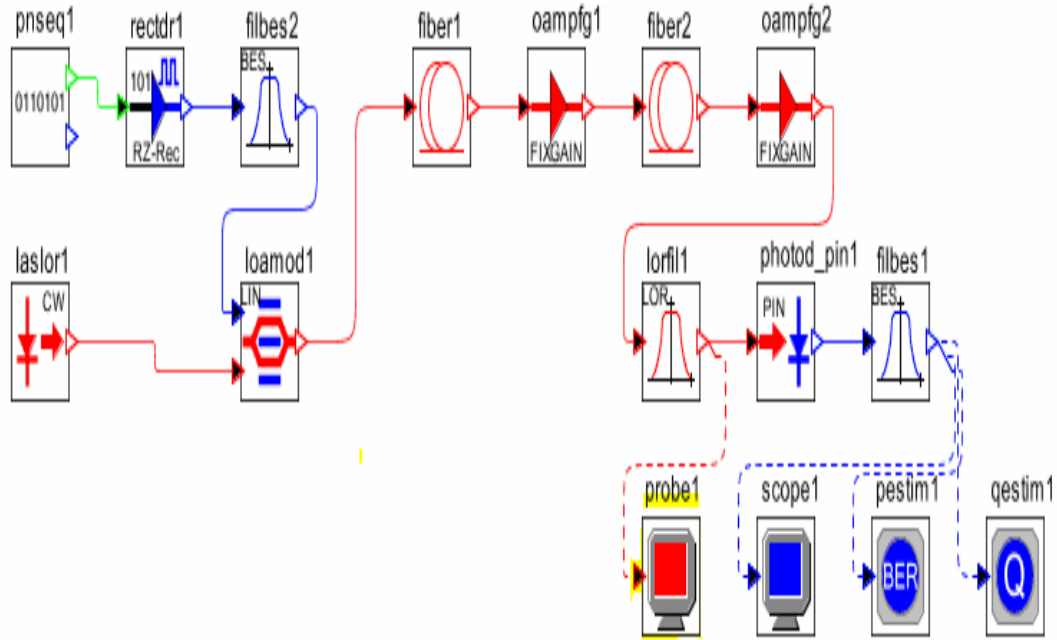 pnseq1
rectdr1
filbes2
fiber1
oampfg1
fiber2
oampfg2
0110101
101
RZ-Rec
BES
FIXGAIN
FIXGAIN
laslor1
loamod1
lorfil1
photod_pin1
filbes1
CW
LIN
LOR
PIN
BES
probe1
scope1
pestim1
qestim1
BER
Q